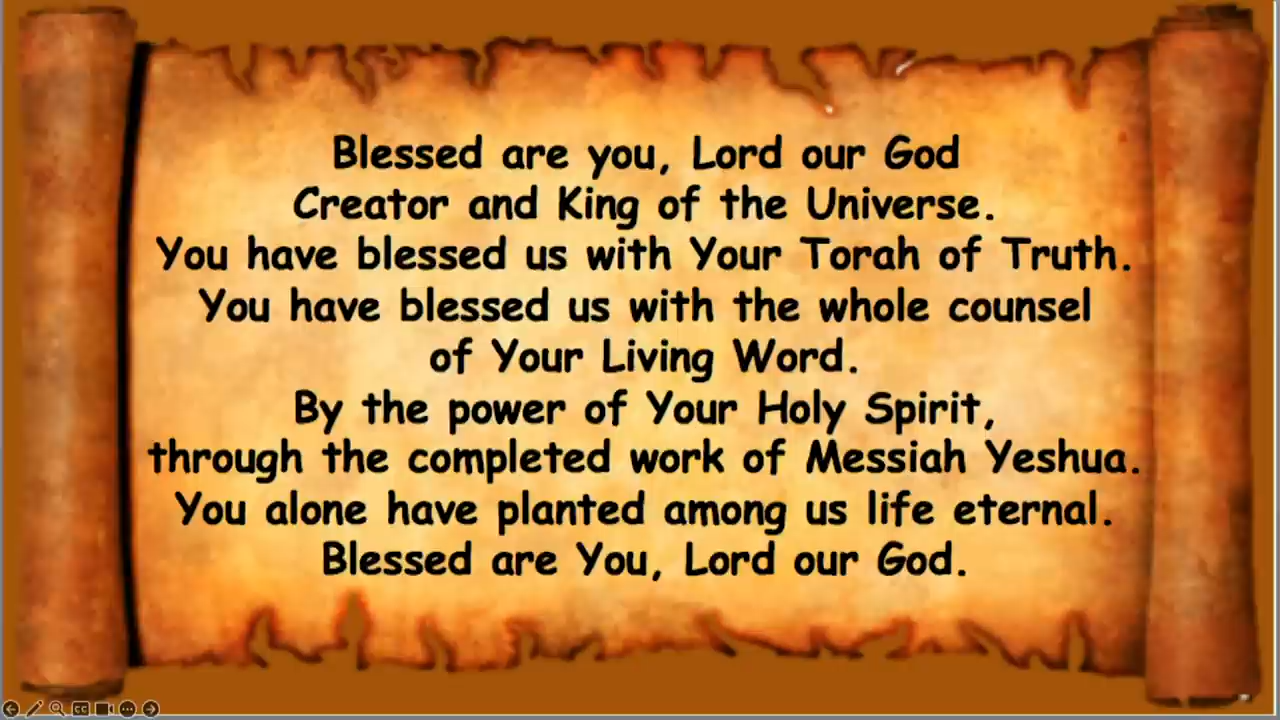 Blessed are you, Lord our God
Creator and King of the Universe.
You have blessed us with Your Torah of Truth.
You have blessed us with the whole counsel
of Your Living Word.
By the power of Your Holy Spirit,
through the completed work of Messiah Yeshua.
You alone have planted among us life eternal.
Blessed are You, Lord our God.
CC